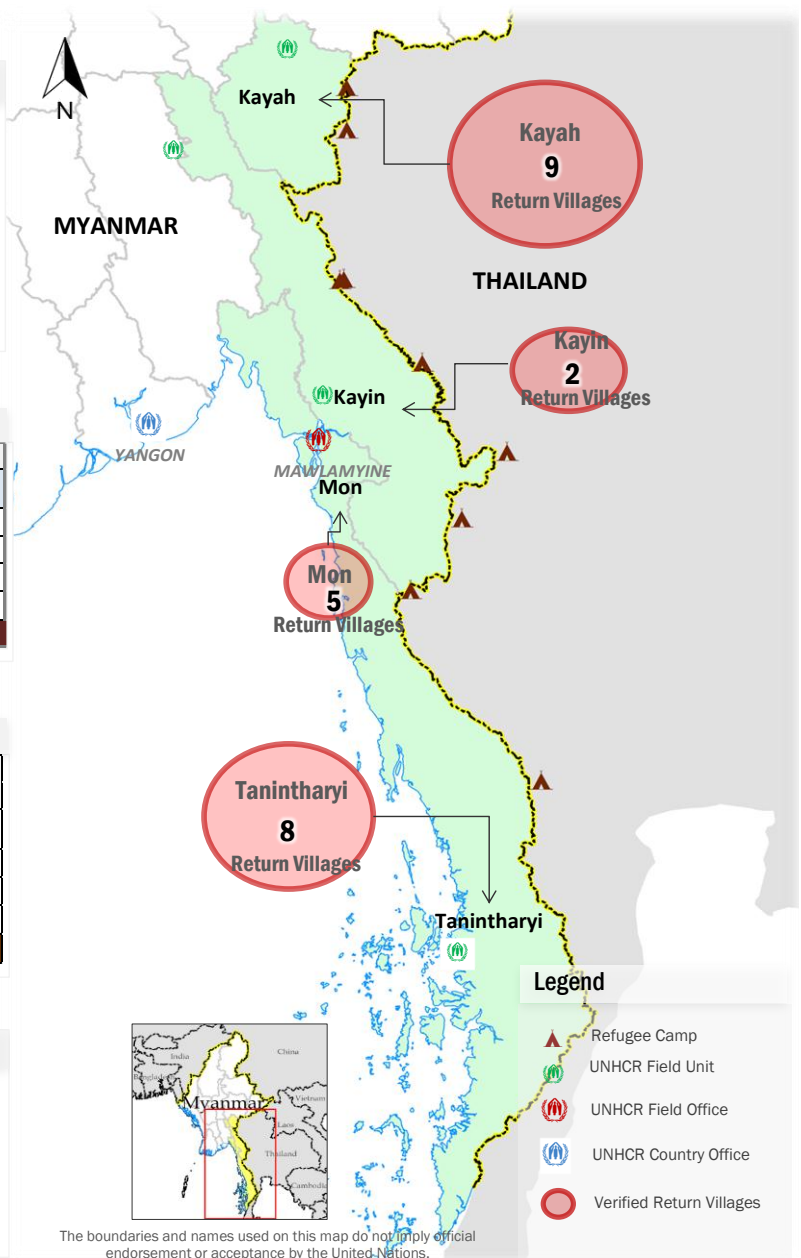 N
Kayah
Kayah
9
Return Villages
MYANMAR
THAILAND
Kayin
2
Return Villages
Kayin
YANGON
MAWLAMYINE
Mon
Mon
5
Return Villages
Tanintharyi
8
Return Villages
Tanintharyi
Legend
Refugee Camp
UNHCR Field Unit
UNHCR Field Office
UNHCR Country Office
Verified Return Villages
India
China
Myanmar
Vietnam
Laos
Thailand
Cambodia
The boundaries and names used on this map do not imply official
endorsement or acceptance by the United Nations.